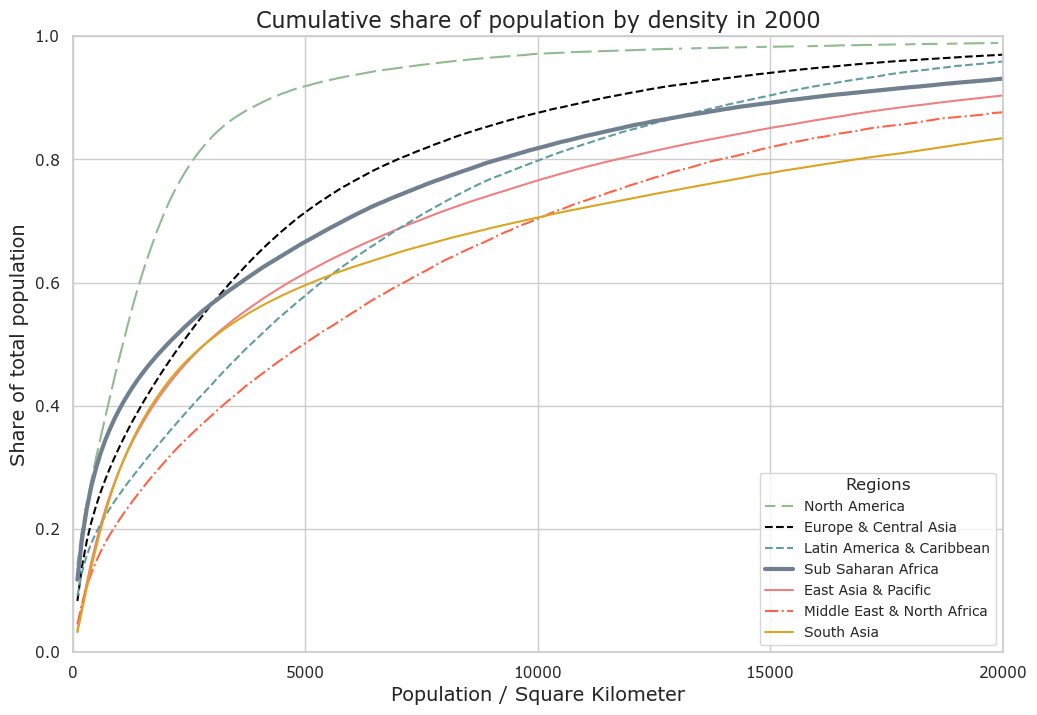 Cumulative share of population by density in 2000
1.0
0.8
0.6
0.4
0.2
0.0
Share of total population
0
5000
10000
15000
20000
Population / Square Kilometer
Regions
North America
Europe & Central Asia
Latin America & Caribbean
Sub Saharan Africa
East Asia & Pacific
Middle East & North Africa
South Asia